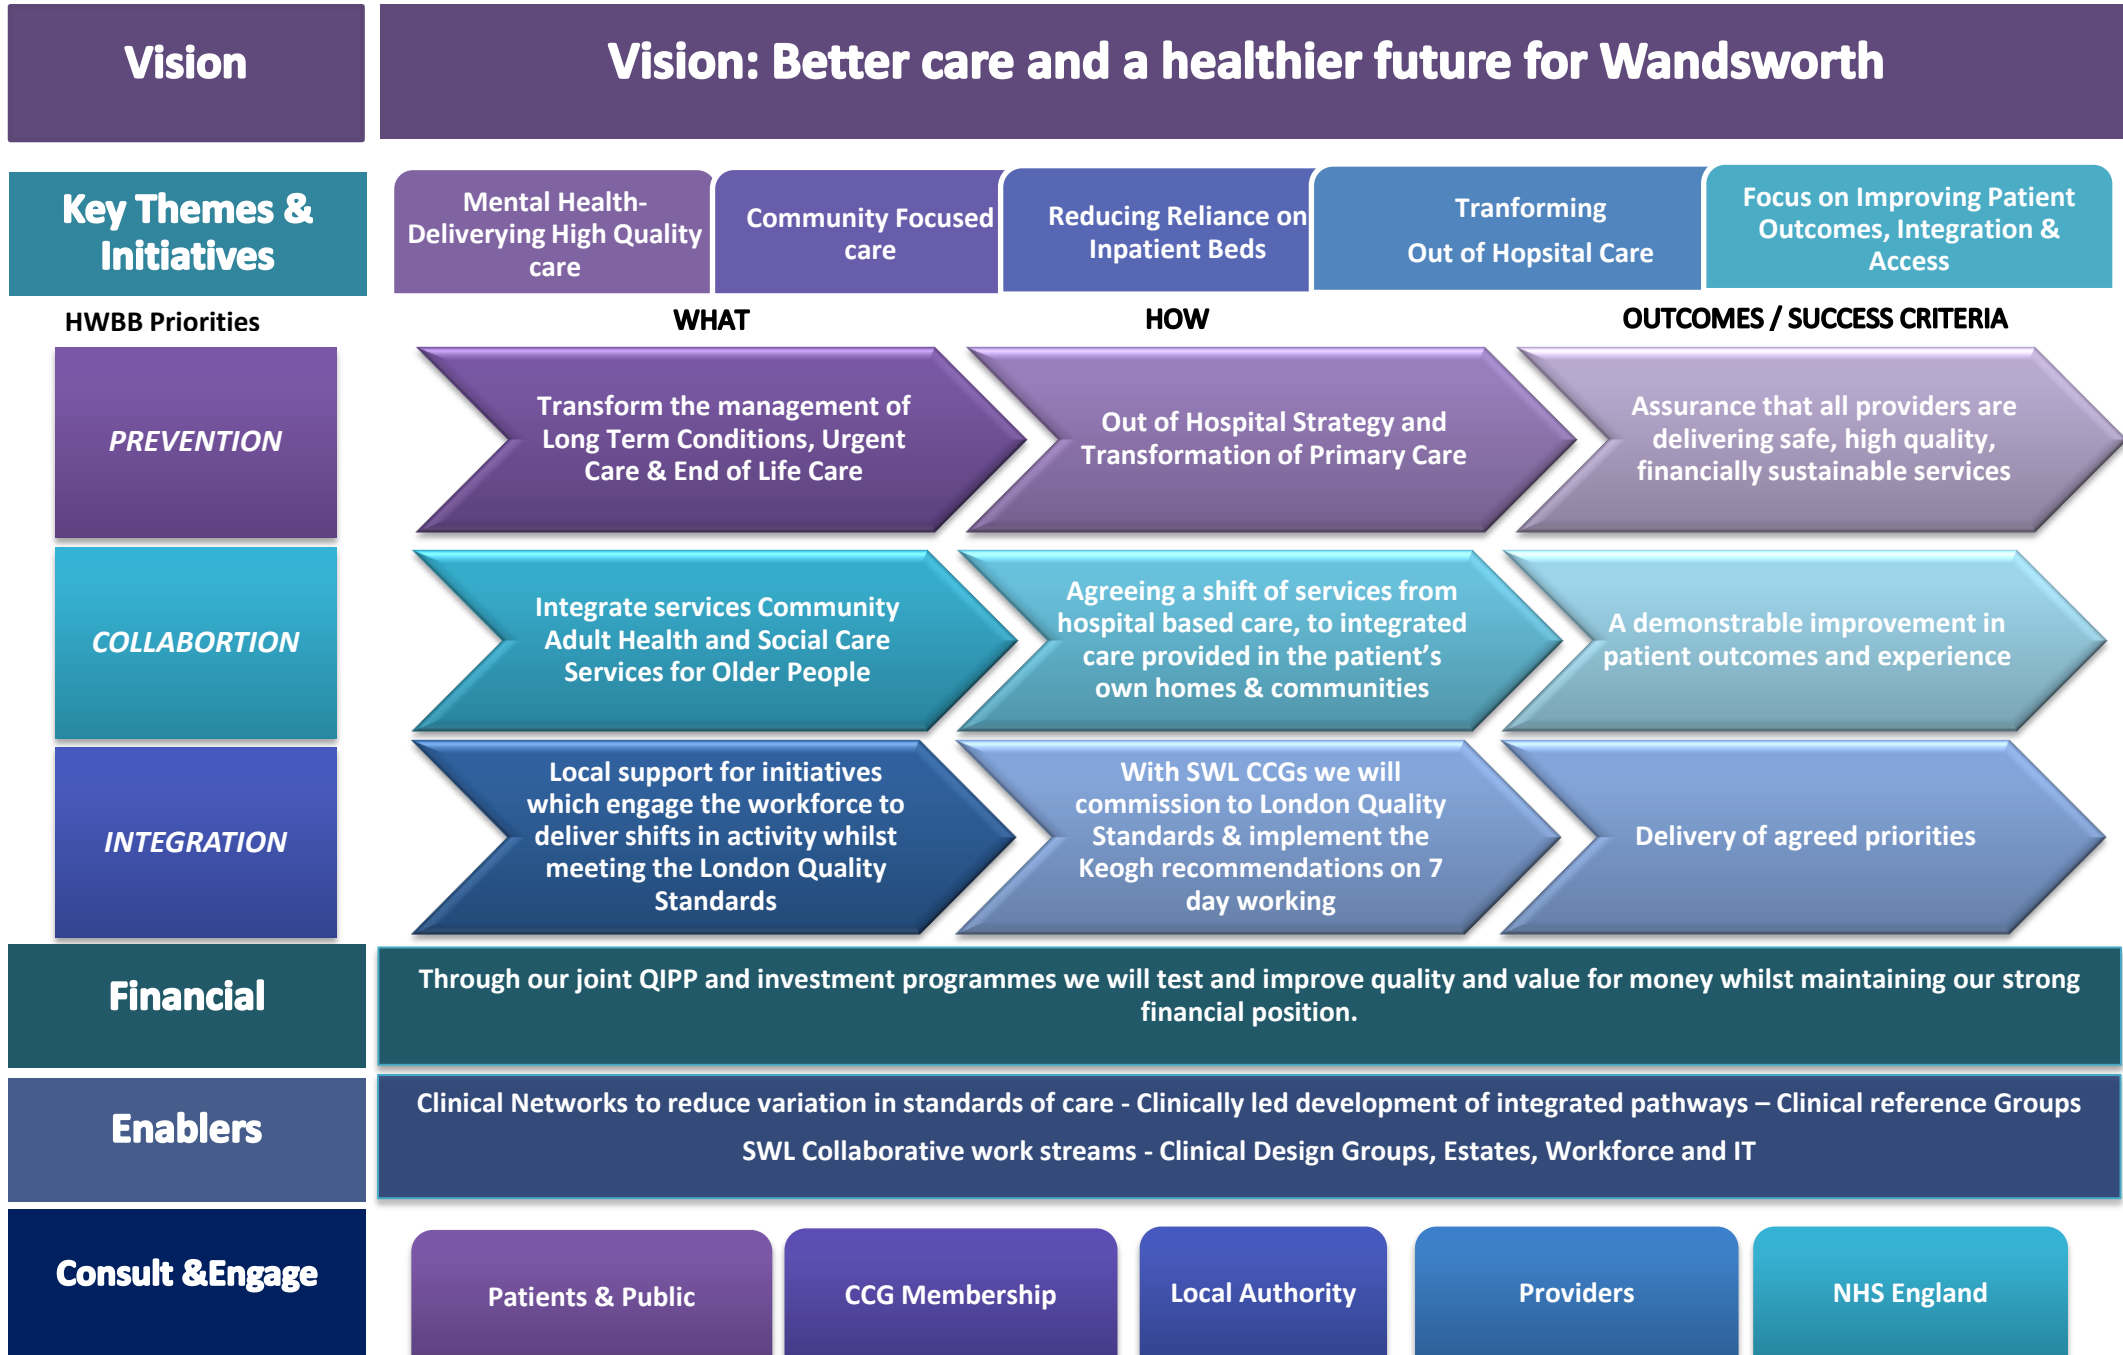 Vision
Vision: Better care and a healthier future for Wandsworth
Key Themes &
Initiatives
Mental Health-
Deliverying High Quality
care
Community Focused
care
Reducing Reliance on
Inpatient Beds
Tranforming
Out of Hopsital Care
Focus on Improving Patient
Outcomes, Integration &
Access
HWBB Priorities
WHAT
HOW
OUTCOMES / SUCCESS CRITERIA
PREVENTION
Transform the management of
Long Term Conditions, Urgent
Care & End of Life Care
Out of Hospital Strategy and
Transformation of Primary Care
Assurance that all providers are
delivering safe, high quality,
financially sustainable services
COLLABORTION
Integrate services Community
Adult Health and Social Care
Services for Older People
Agreeing a shift of services from
hospital based care, to integrated
care provided in the patient’s
own homes & communities
A demonstrable improvement in
patient outcomes and experience
INTEGRATION
Local support for initiatives
which engage the workforce to
deliver shifts in activity whilst
meeting the London Quality
Standards
With SWL CCGs we will
commission to London Quality
Standards & implement the
Keogh recommendations on 7
day working
Delivery of agreed priorities
Financial
Through our joint QIPP and investment programmes we will test and improve quality and value for money whilst maintaining our strong
financial position.
Enablers
Clinical Networks to reduce variation in standards of care - Clinically led development of integrated pathways – Clinical reference Groups
SWL Collaborative work streams - Clinical Design Groups, Estates, Workforce and IT
Consult &Engage
Patients & Public
CCG Membership
Local Authority
Providers
NHS England